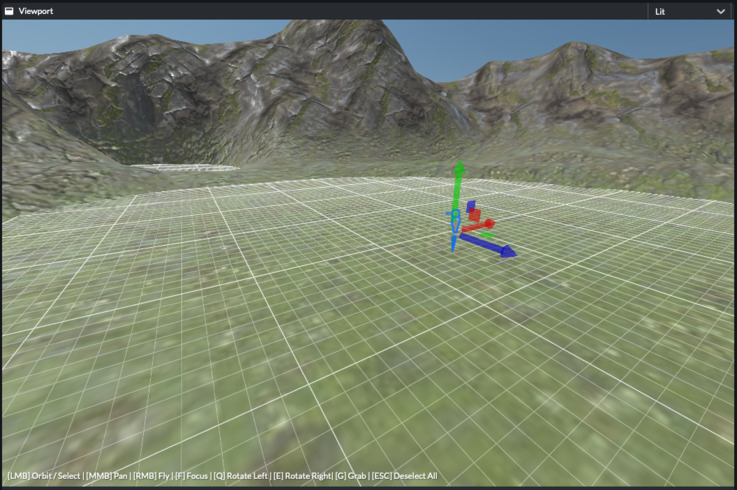 Viewport
Lit
[LMB] Orbit / Select | [MMB] Pan | [RMB] Fly | [F] Focus | [Q] Rotate Left | [E] Rotate Right| [G] Grab | [ESC] Deselect All